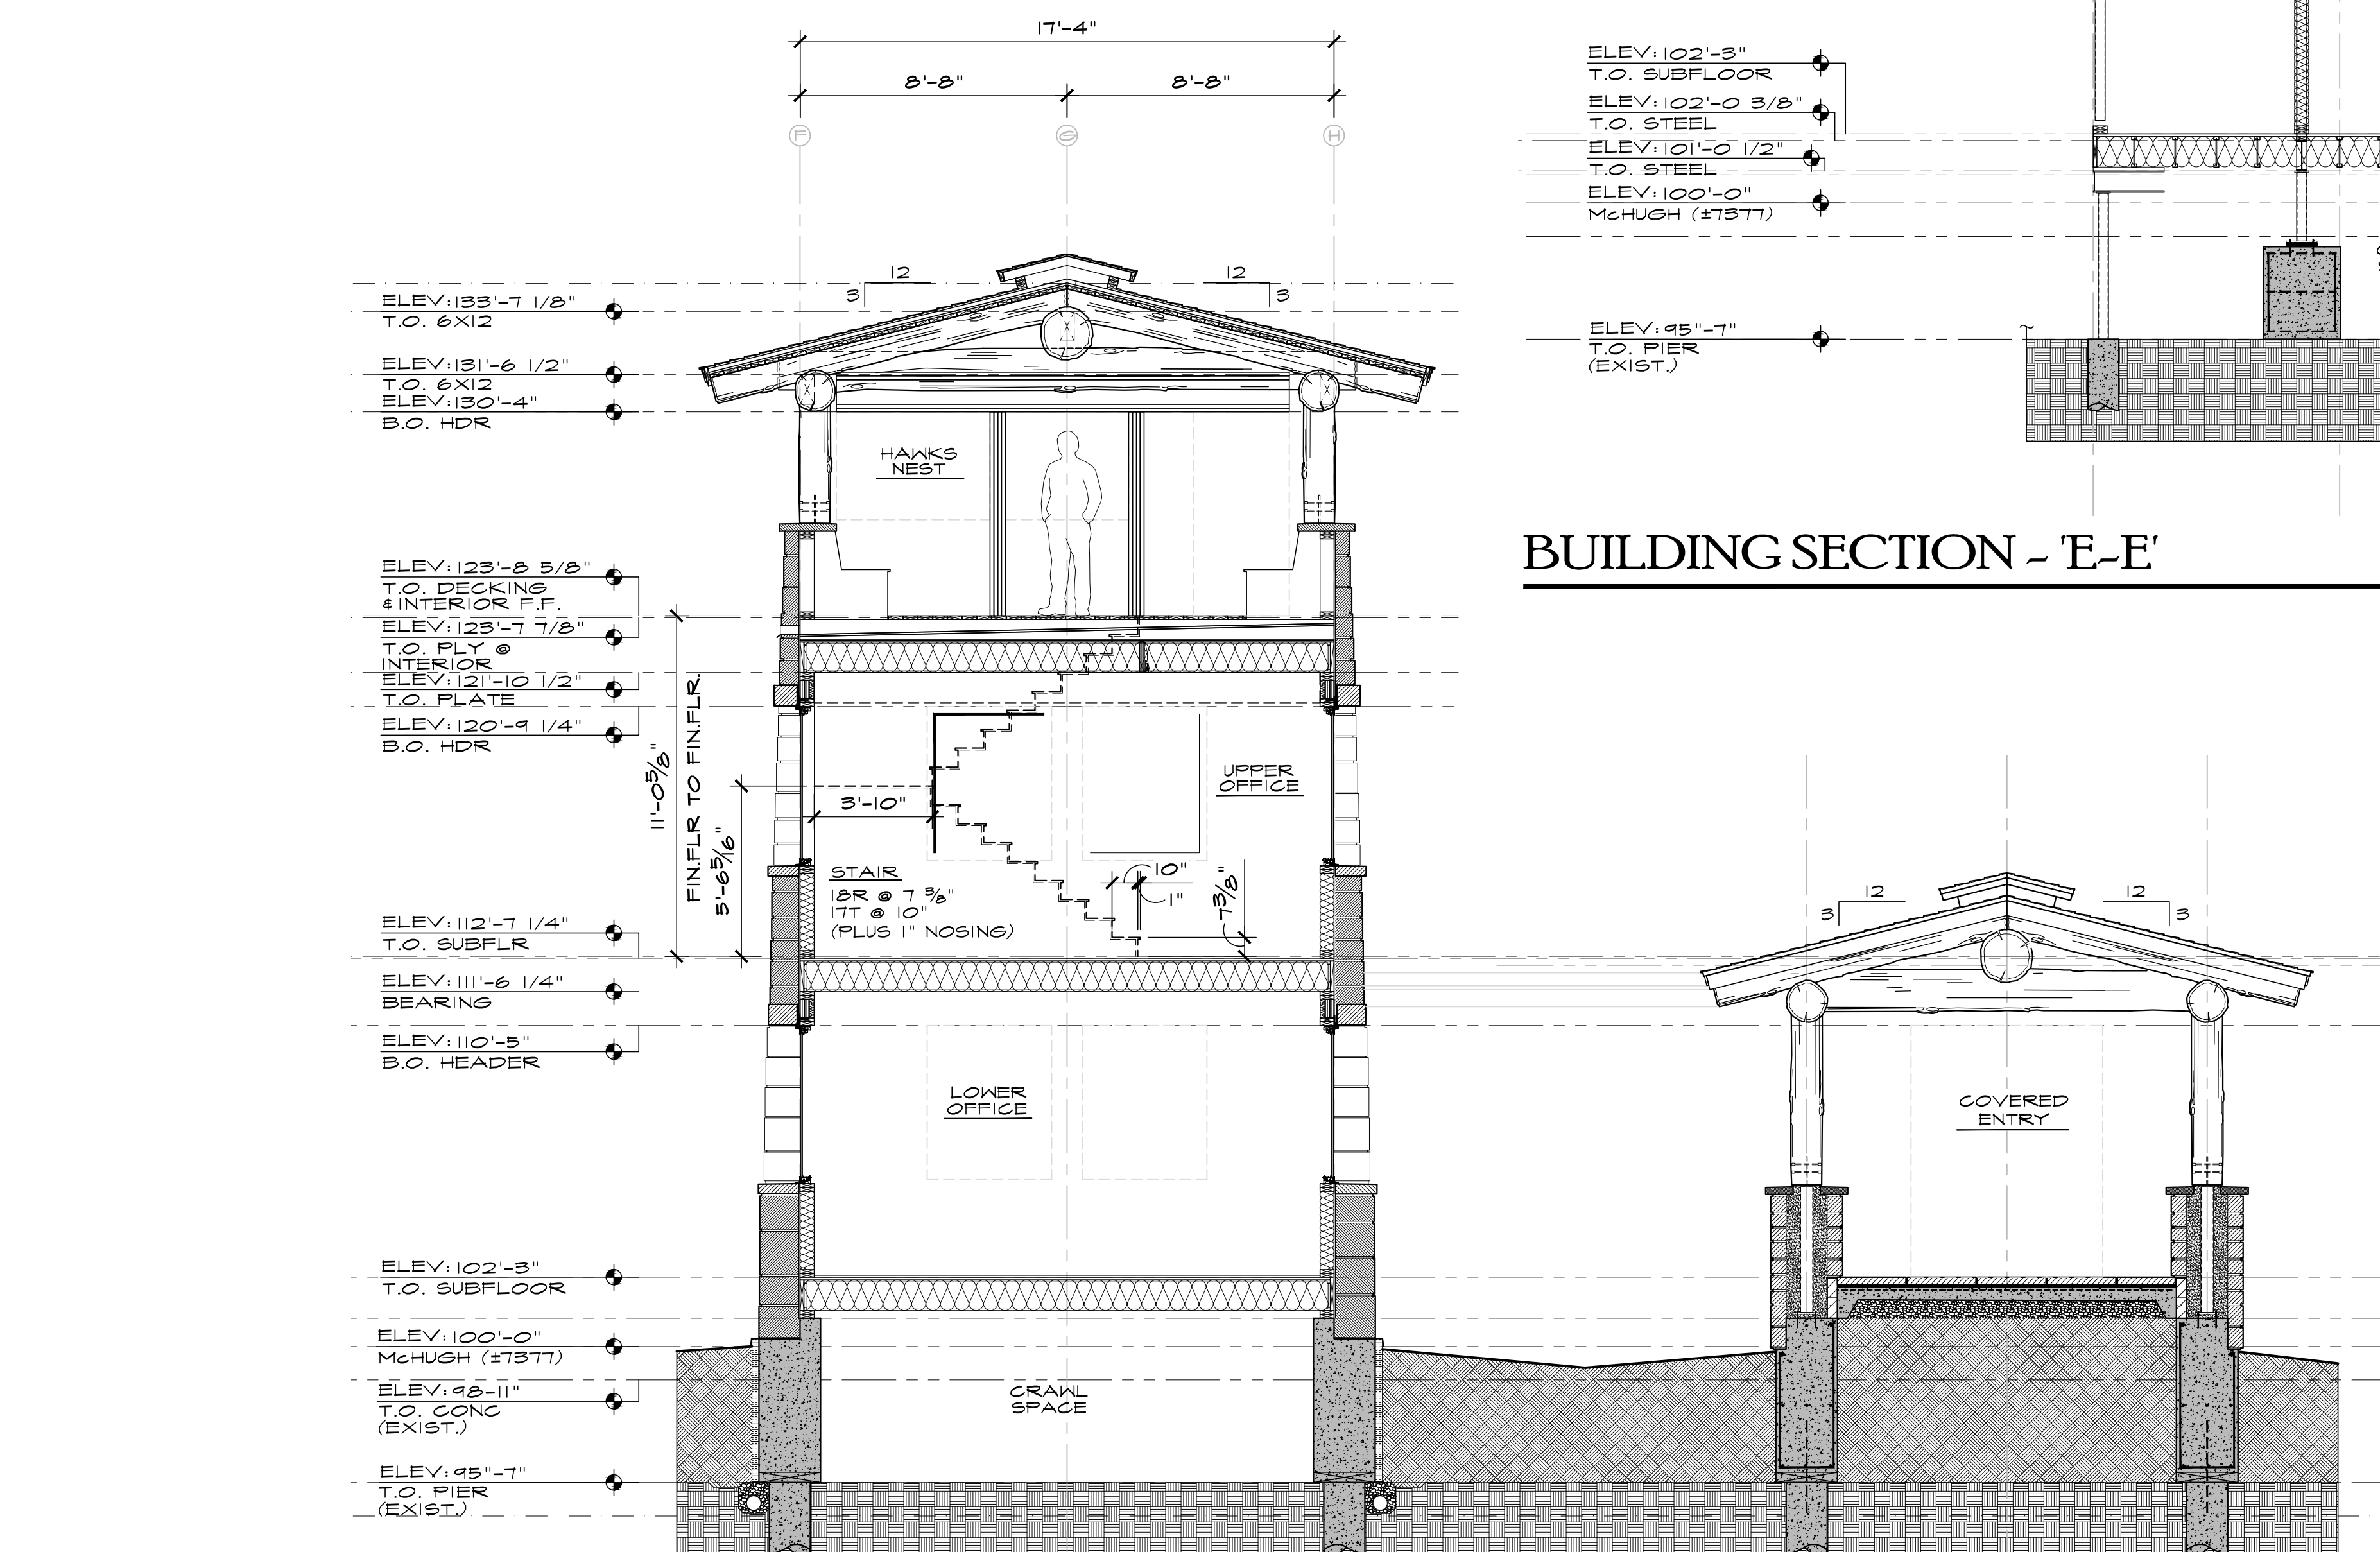 17'-4"
8'-8"
8'-8"
F
G
H
12
3
12
3
ELEV:133'-7 1/8"
T.O. 6X12
ELEV:131'-6 1/2"
T.O. 6X12
ELEV:130'-4"
B.O. HDR
HAWKS
NEST
ELEV:123'-8 5/8"
T.O. DECKING
& INTERIOR F.F.
ELEV:123'-7 7/8"
T.O. PLY @
INTERIOR
ELEV:121'-10 1/2"
T.O. PLATE
ELEV:120'-9 1/4"
B.O. HDR
11'-0 5/8"
FIN.FLR TO FIN.FLR.
5'-6 5/16"
3'-10"
UPPER
OFFICE
STAIR
18R @ 7 3/8"
17T @ 10"
(PLUS 1" NOSING)
10"
1"
7 3/8"
ELEV:112'-7 1/4"
T.O. SUBFLR
ELEV:111'-6 1/4"
BEARING
ELEV:110'-5"
B.O. HEADER
LOWER
OFFICE
ELEV:102'-3"
T.O. SUBFLOOR
ELEV:100'-0"
McHUGH (±7377)
ELEV:98-11"
T.O. CONC
(EXIST.)
CRAWL
SPACE
ELEV:95"-7"
T.O. PIER
(EXIST.)
ELEV:102'-3"
T.O. SUBFLOOR
ELEV:102'-0 3/8"
T.O. STEEL
ELEV:101'-0 1/2"
T.O. STEEL
ELEV:100'-0"
McHUGH (±7377)
ELEV:95"-7"
T.O. PIER
(EXIST.)
BUILDING SECTION ~ 'E~E'
12
3
12
3
COVERED
ENTRY